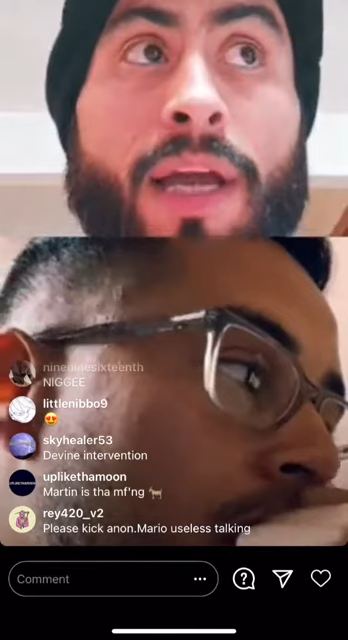 nineninesixteenth
NIGGEE
littlenibbo9
😍
skyhealer53
Devine intervention
uplikethamoon
Martin is tha mf'ng 🐐
rey420_v2
Please kick anon.Mario useless talking
Comment